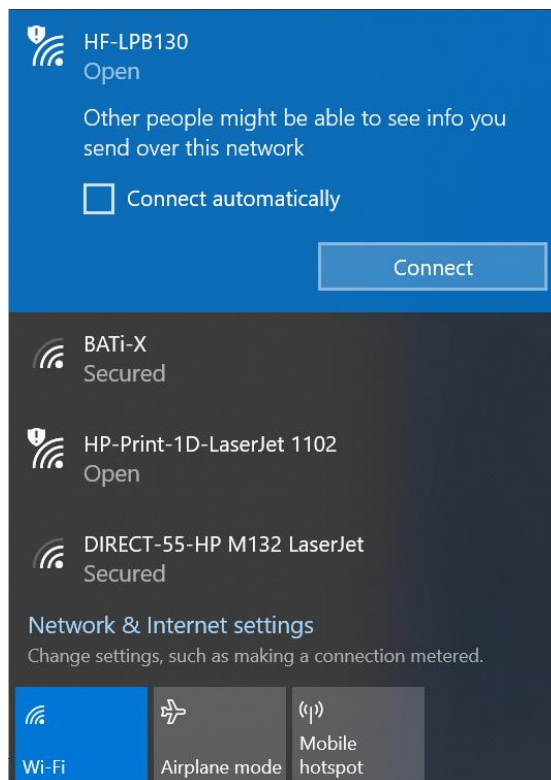 HF-LPB130
Open
Other people might be able to see info you
send over this network
Connect automatically
Connect
BATi-X
Secured
HP-Print-1D-LaserJet 1102
Open
DIRECT-55-HP M132 LaserJet
Secured
Network & Internet settings
Change settings, such as making a connection metered.
Wi-Fi
Airplane mode
Mobile
hotspot